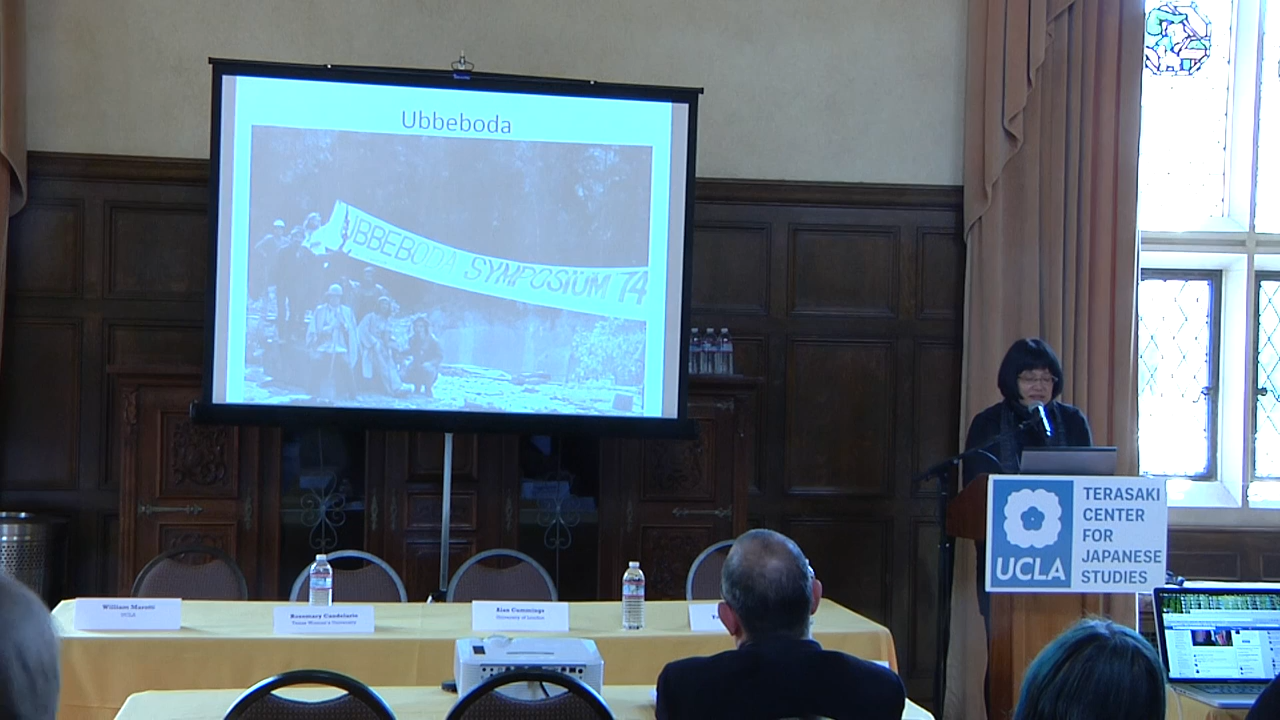 Ubbeboda
UBBEBODA SYMPOSIUM 74
UCLA
TERASAKI
CENTER
FOR
JAPANESE
STUDIES
William Marotti
UCLA
Rosemary Candelario
Texas Woman's University
Alan Cummings
University of London